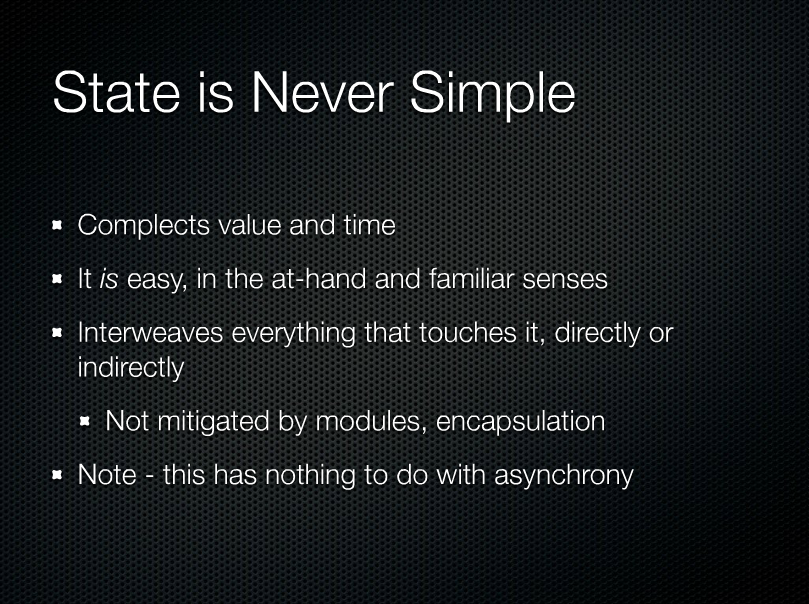 State is Never Simple
Complects value and time
It is easy, in the at-hand and familiar senses
Interweaves everything that touches it, directly or
indirectly
Not mitigated by modules, encapsulation
Note - this has nothing to do with asynchrony